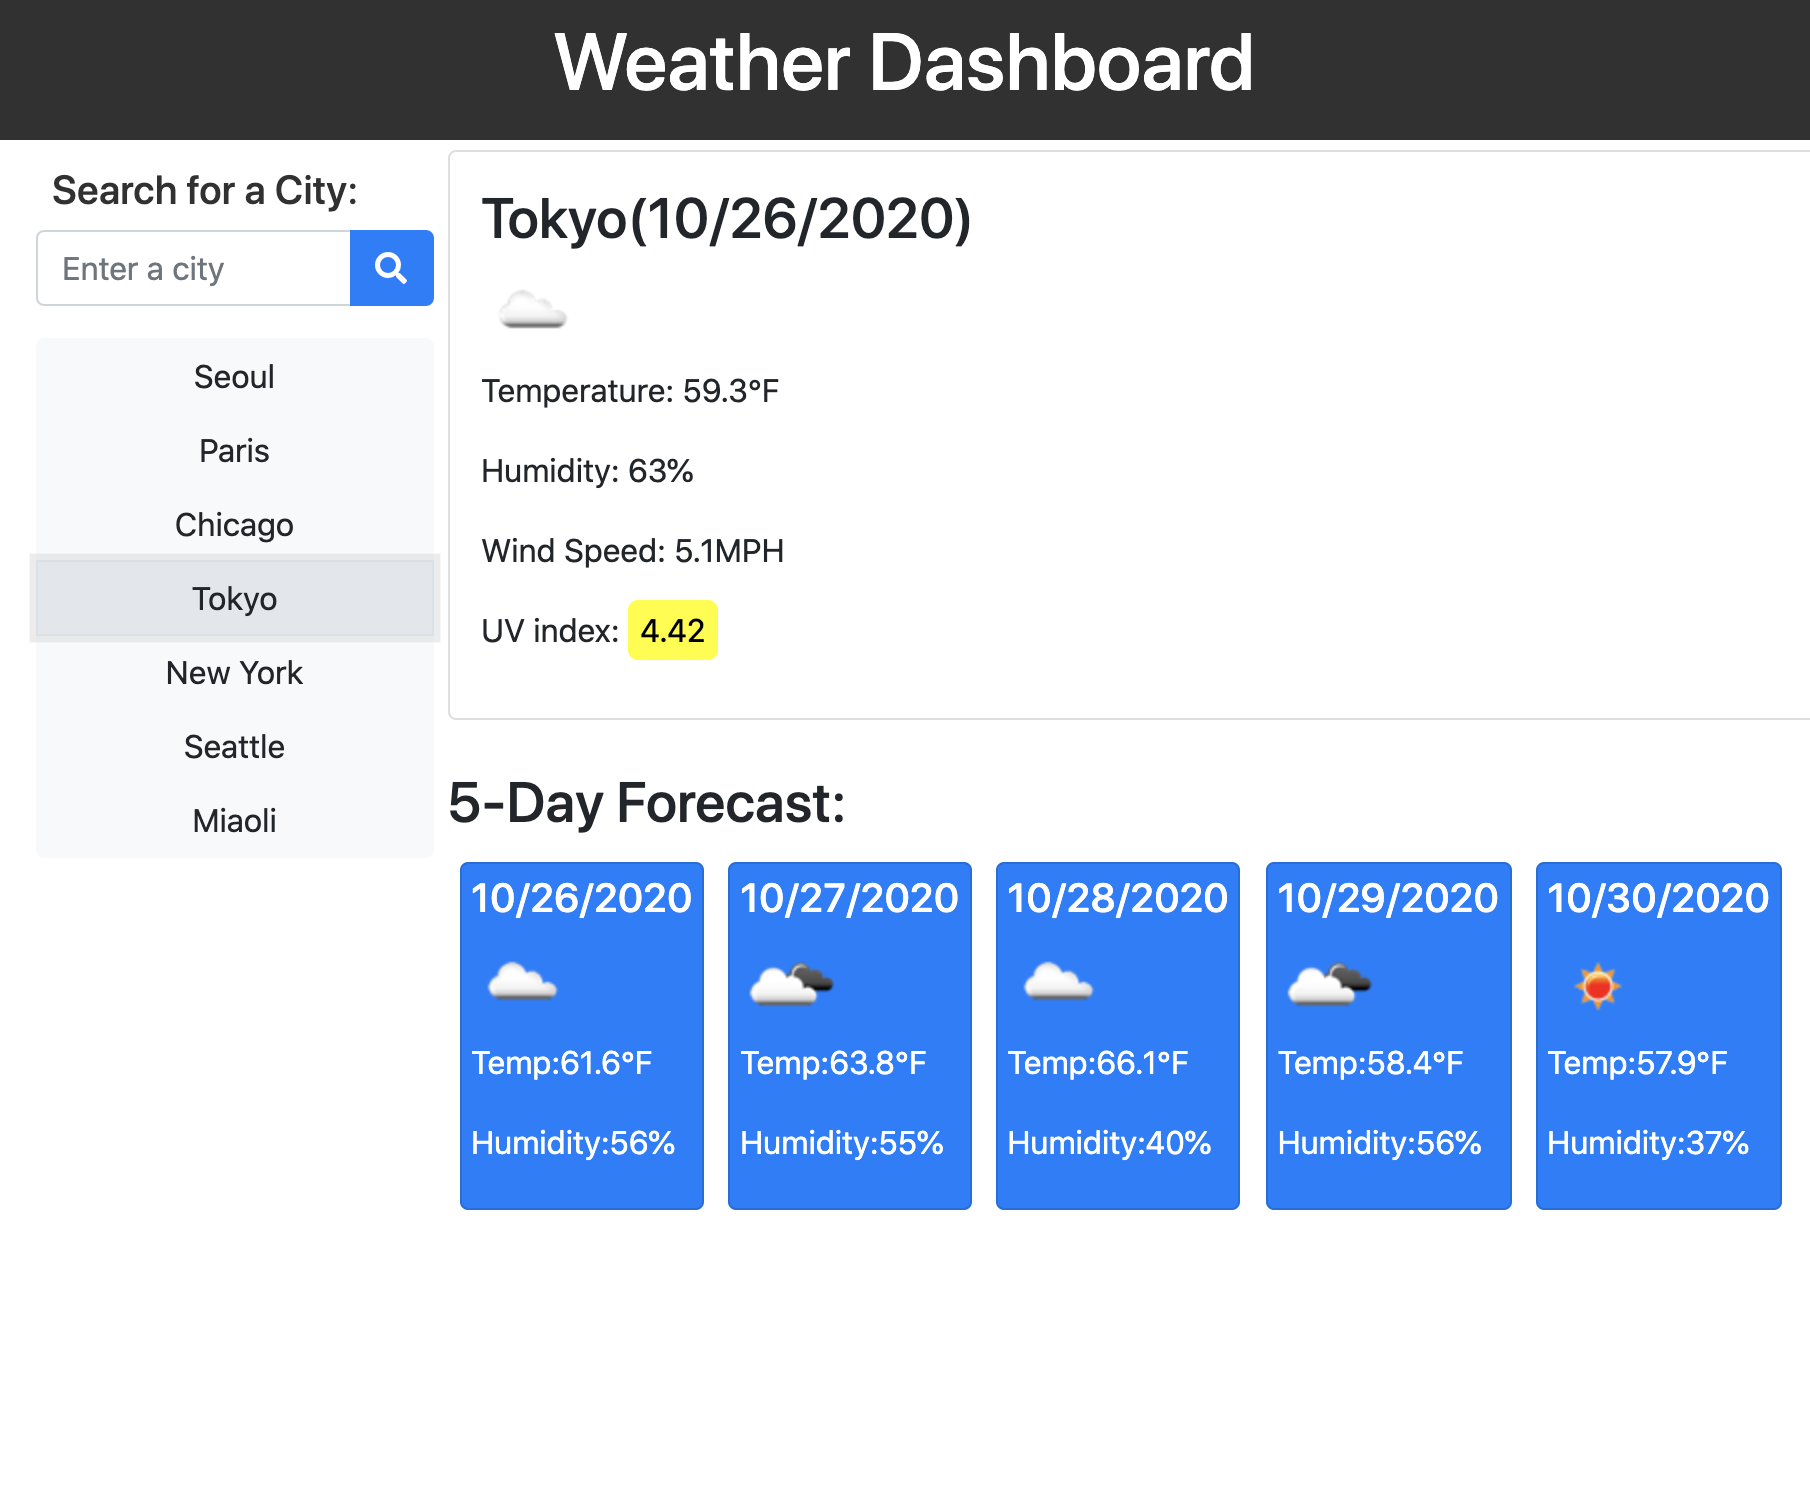 Weather Dashboard
Search for a City:
Enter a city
Seoul
Paris
Chicago
Tokyo
New York
Seattle
Miaoli
Tokyo(10/26/2020)
Temperature: 59.3°F
Humidity: 63%
Wind Speed: 5.1MPH
UV index: 4.42
5-Day Forecast:
10/26/2020
Temp:61.6°F
Humidity:56%
10/27/2020
Temp:63.8°F
Humidity:55%
10/28/2020
Temp:66.1°F
Humidity:40%
10/29/2020
Temp:58.4°F
Humidity:56%
10/30/2020
Temp:57.9°F
Humidity:37%